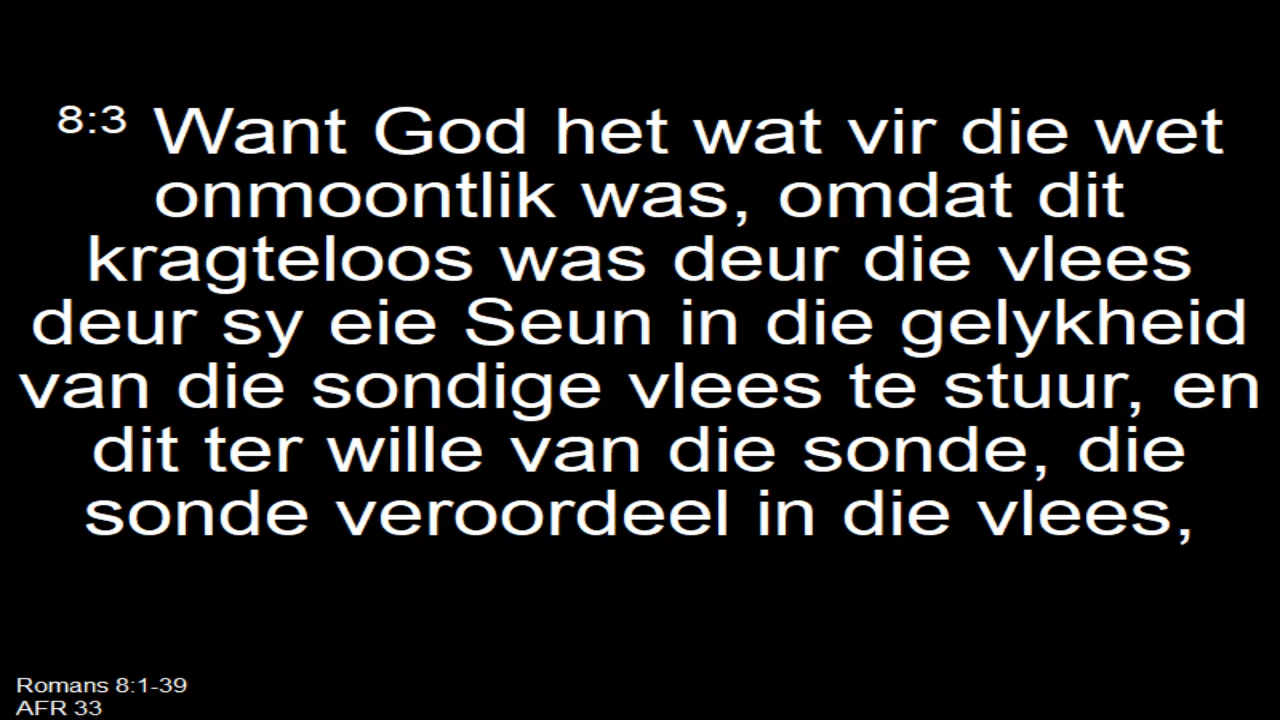 8:3 Want God het wat vir die wet
onmoontlik was, omdat dit
kragteloos was deur die vlees
deur sy eie Seun in die gelykheid
van die sondige vlees te stuur, en
dit ter wille van die sonde, die
sonde veroordeel in die vlees,
Romans 8:1-39
AFR 33